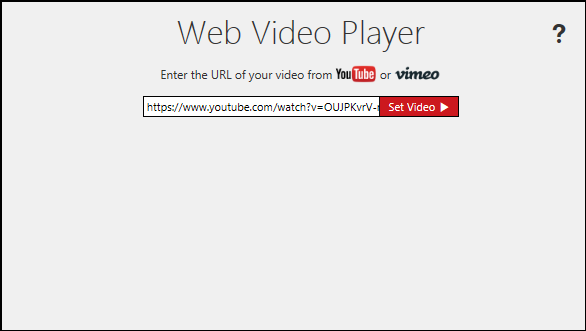 Web Video Player
?
Enter the URL of your video from YouTube or vimeo
https://www.youtube.com/watch?v=OUJPKvrV- Set Video